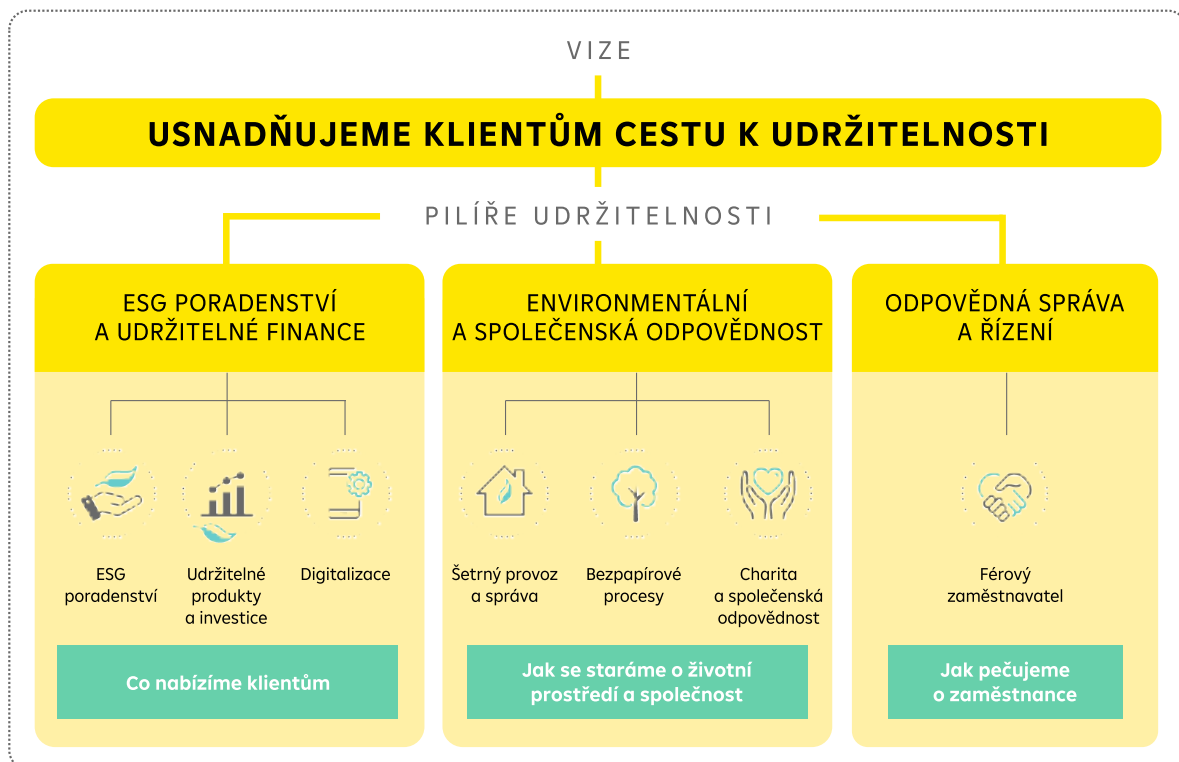 VIZE
USNADŇUJEME KLIENTŮM CESTU K UDRŽITELNOSTI
PILÍŘE UDRŽITELNOSTI
ESG PORADENSTVÍ
A UDRŽITELNÉ FINANCE
ESG
poradenství
Udržitelné
produkty
a investice
Digitalizace
Co nabízíme klientům
ENVIRONMENTÁLNÍ
A SPOLEČENSKÁ ODPOVĚDNOST
Šetrný provoz
a správa
Bezpapírové
procesy
Charita
a společenská
odpovědnost
Jak se staráme o životní
prostředí a společnost
ODPOVĚDNÁ SPRÁVA
A ŘÍZENÍ
Férový
zaměstnavatel
Jak pečujeme
o zaměstnance